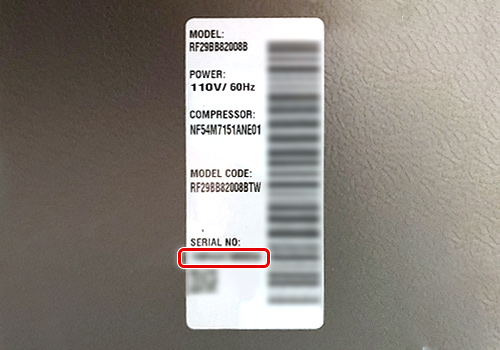 MODEL:
RF29BB82008B
POWER:
110V/ 60Hz
COMPRESSOR:
NF54M7151ANE01
MODEL CODE:
RF29BB82008BTW
SERIAL NO: